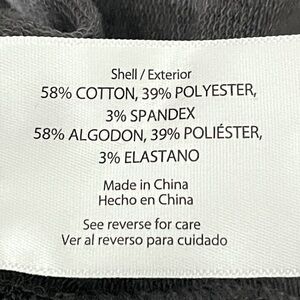 Shell / Exterior
58% COTTON, 39% POLYESTER,
3% SPANDEX
58% ALGODON, 39% POLIÉSTER,
3% ELASTANO
Made in China
Hecho en China
See reverse for care
Ver al reverso para cuidado